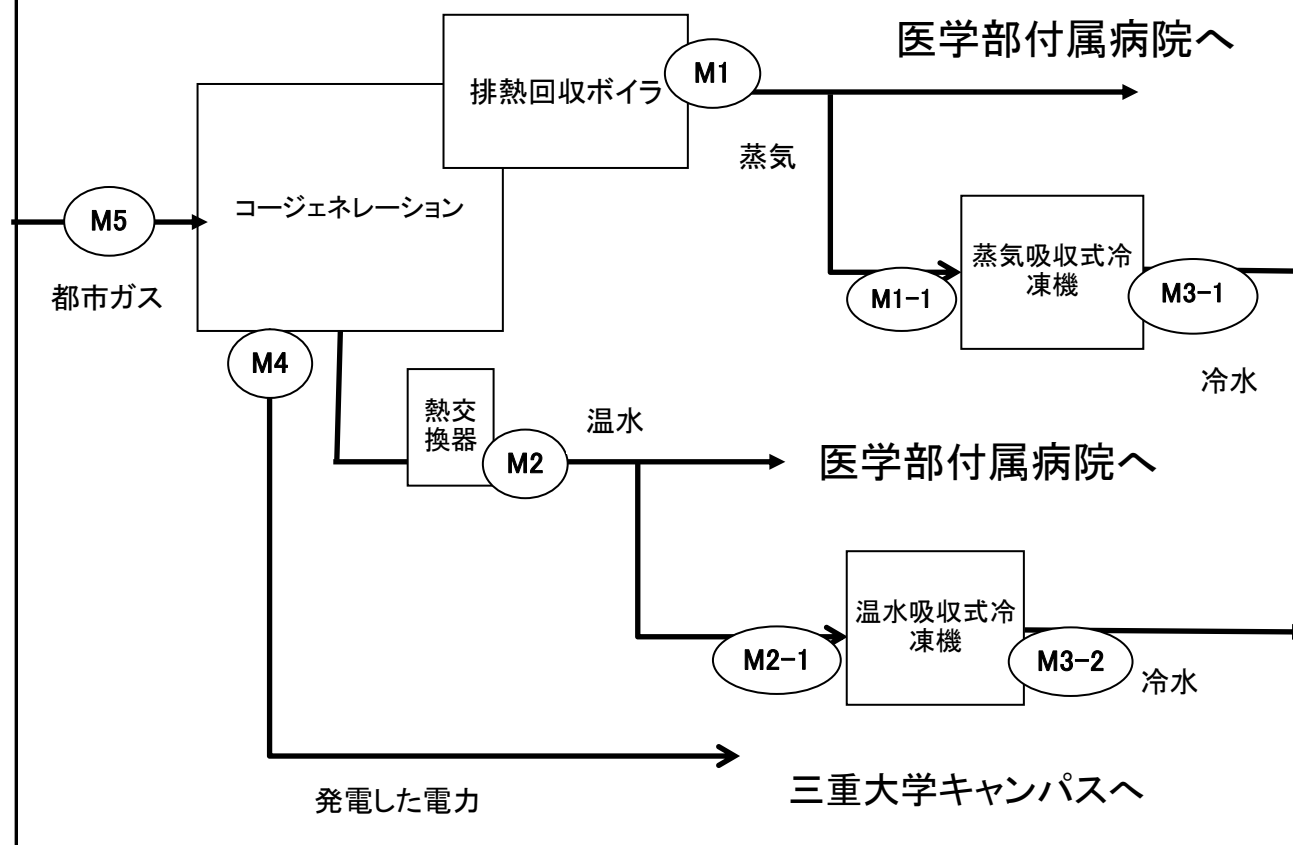 医学部付属病院へ
排熱回収ボイラ
M1
蒸気
コージェネレーション
M5
都市ガス
蒸気吸収式冷
凍機
M1-1
M3-1
冷水
M4
熱交
換器
温水
M2
医学部付属病院へ
温水吸収式冷
凍機
M2-1
M3-2
冷水
発電した電力
三重大学キャンパスへ